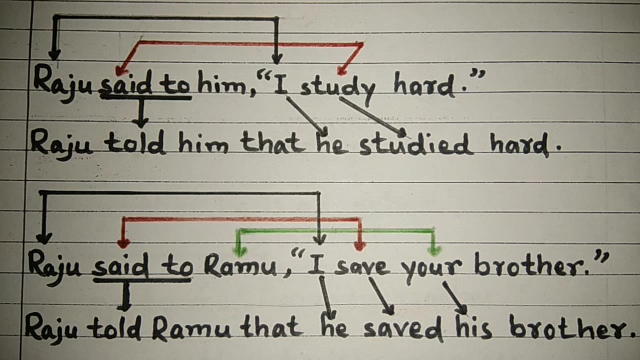 Raju said to him, “I study hard.”
Raju told him that he studied hard.
Raju said to Ramu, “I save your brother.”
Raju told Ramu that he saved his brother.